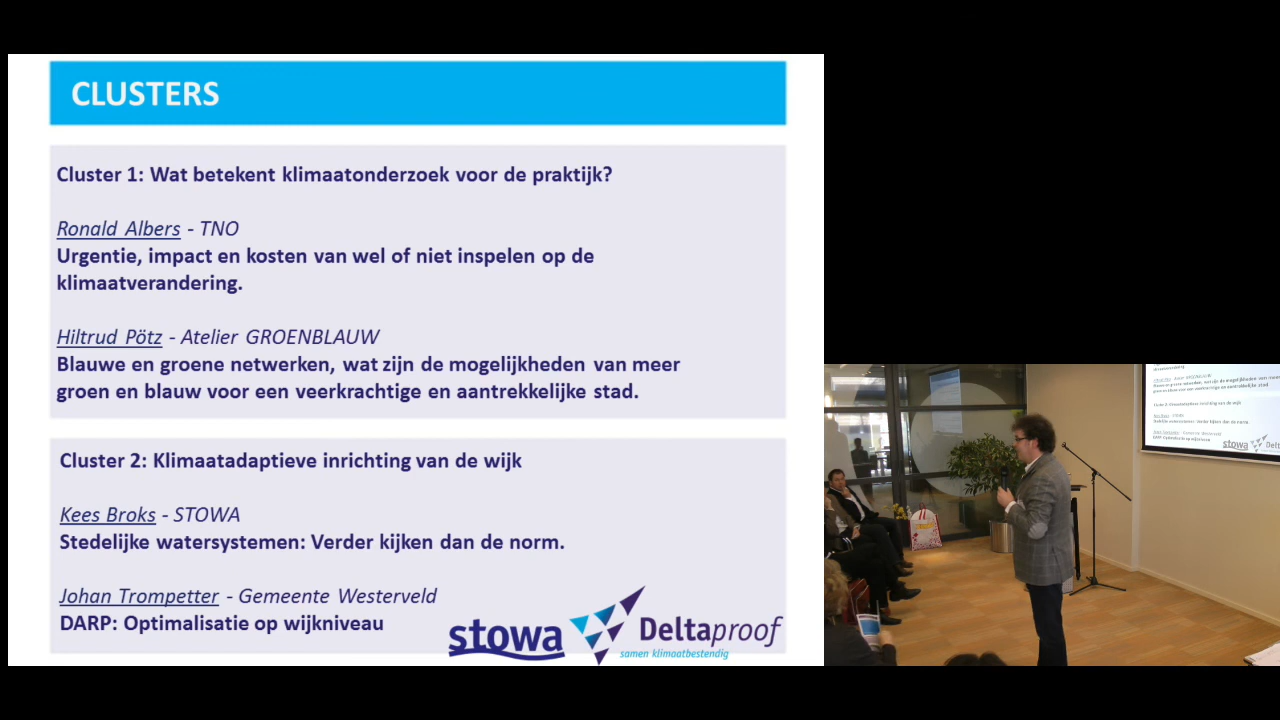 CLUSTERS
Cluster 1: Wat betekent klimaatonderzoek voor de praktijk?
Ronald Albers - TNO
Urgentie, impact en kosten van wel of niet inspelen op de
klimaatverandering.
Hiltrud Pötz - Atelier GROENBLAUW
Blauwe en groene netwerken, wat zijn de mogelijkheden van meer
groen en blauw voor een veerkrachtige en aantrekkelijke stad.
Cluster 2: Klimaatadaptieve inrichting van de wijk
Kees Broks - STOWA
Stedelijke watersystemen: Verder kijken dan de norm.
Johan Trompetter - Gemeente Westerveld
DARP: Optimalisatie op wijkniveau
stowa
Deltaproof
samen klimaatbestendig
stowa